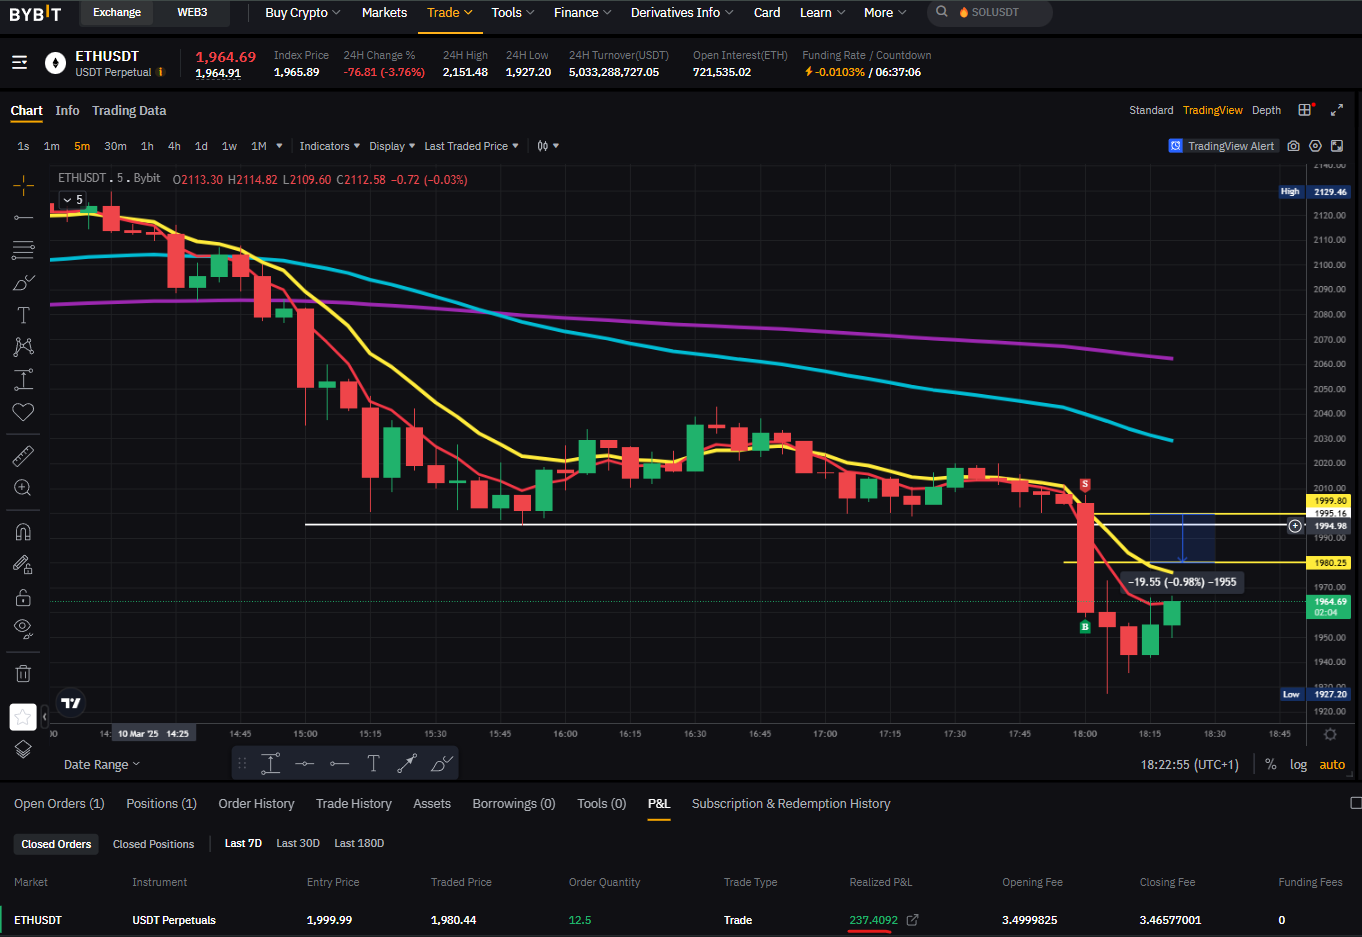 BYBIT Exchange WEB3 Buy Crypto Markets Trade Tools Finance Derivatives Info Card Learn More SOLUSDT
ETHUSDT 1,964.69 Index Price 24H Change % 24H High 24H Low 24H Turnover(USDT) Open Interest(ETH) Funding Rate / Countdown
USDT Perpetual 1,964.91 1,965.89 -76.81 (-3.76%) 2,151.48 1,927.20 5,033,288,727.05 721,535.02 -0.0103% / 06:37:06
Chart Info Trading Data Standard TradingView Depth
1s 1m 5m 30m 1h 4h 1d 1w 1M Indicators Display Last Traded Price TradingView Alert
2140.00
ETHUSDT . 5 . Bybit O2113.30 H2114.82 L2109.60 C2112.58 -0.72 (-0.03%)
High 2129.46
5
2120.00
2110.00
2100.00
2090.00
2080.00
2070.00
2060.00
2050.00
2040.00
2030.00
2020.00
2010.00
S
1999.80
1995.16
1994.98
1990.00
1980.25
−19.55 (−0.98%) −1955
1970.00
1964.69
02:04
B
1950.00
1940.00
Low 1927.20
1920.00
10 Mar '25 14:25 14:45 15:00 15:15 15:30 15:45 16:00 16:15 16:30 16:45 17:00 17:15 17:30 17:45 18:00 18:15 18:30 18:45
Date Range 18:22:55 (UTC+1) % log auto
Open Orders (1) Positions (1) Order History Trade History Assets Borrowings (0) Tools (0) P&L Subscription & Redemption History
Closed Orders Closed Positions Last 7D Last 30D Last 180D
Market Instrument Entry Price Traded Price Order Quantity Trade Type Realized P&L Opening Fee Closing Fee Funding Fees
ETHUSDT USDT Perpetuals 1,999.99 1,980.44 12.5 Trade 237.4092 3.4999825 3.46577001 0